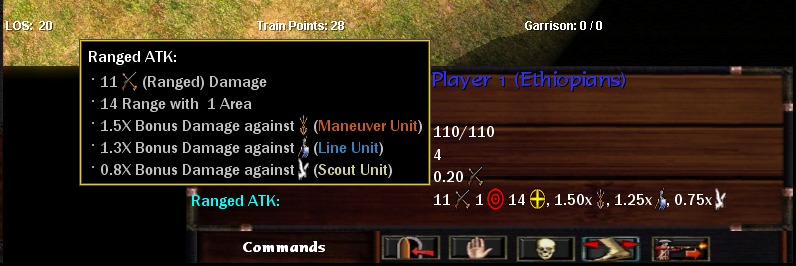 LOS: 20 Train Points: 28 Garrison: 0 / 0
Ranged ATK:
· 11 (Ranged) Damage
· 14 Range with 1 Area
· 1.5X Bonus Damage against (Maneuver Unit)
· 1.3X Bonus Damage against (Line Unit)
· 0.8X Bonus Damage against (Scout Unit)
Player 1 (Ethiopians)
110/110
4
0.20
Ranged ATK: 11 1 14 , 1.50x , 1.25x , 0.75x
Commands